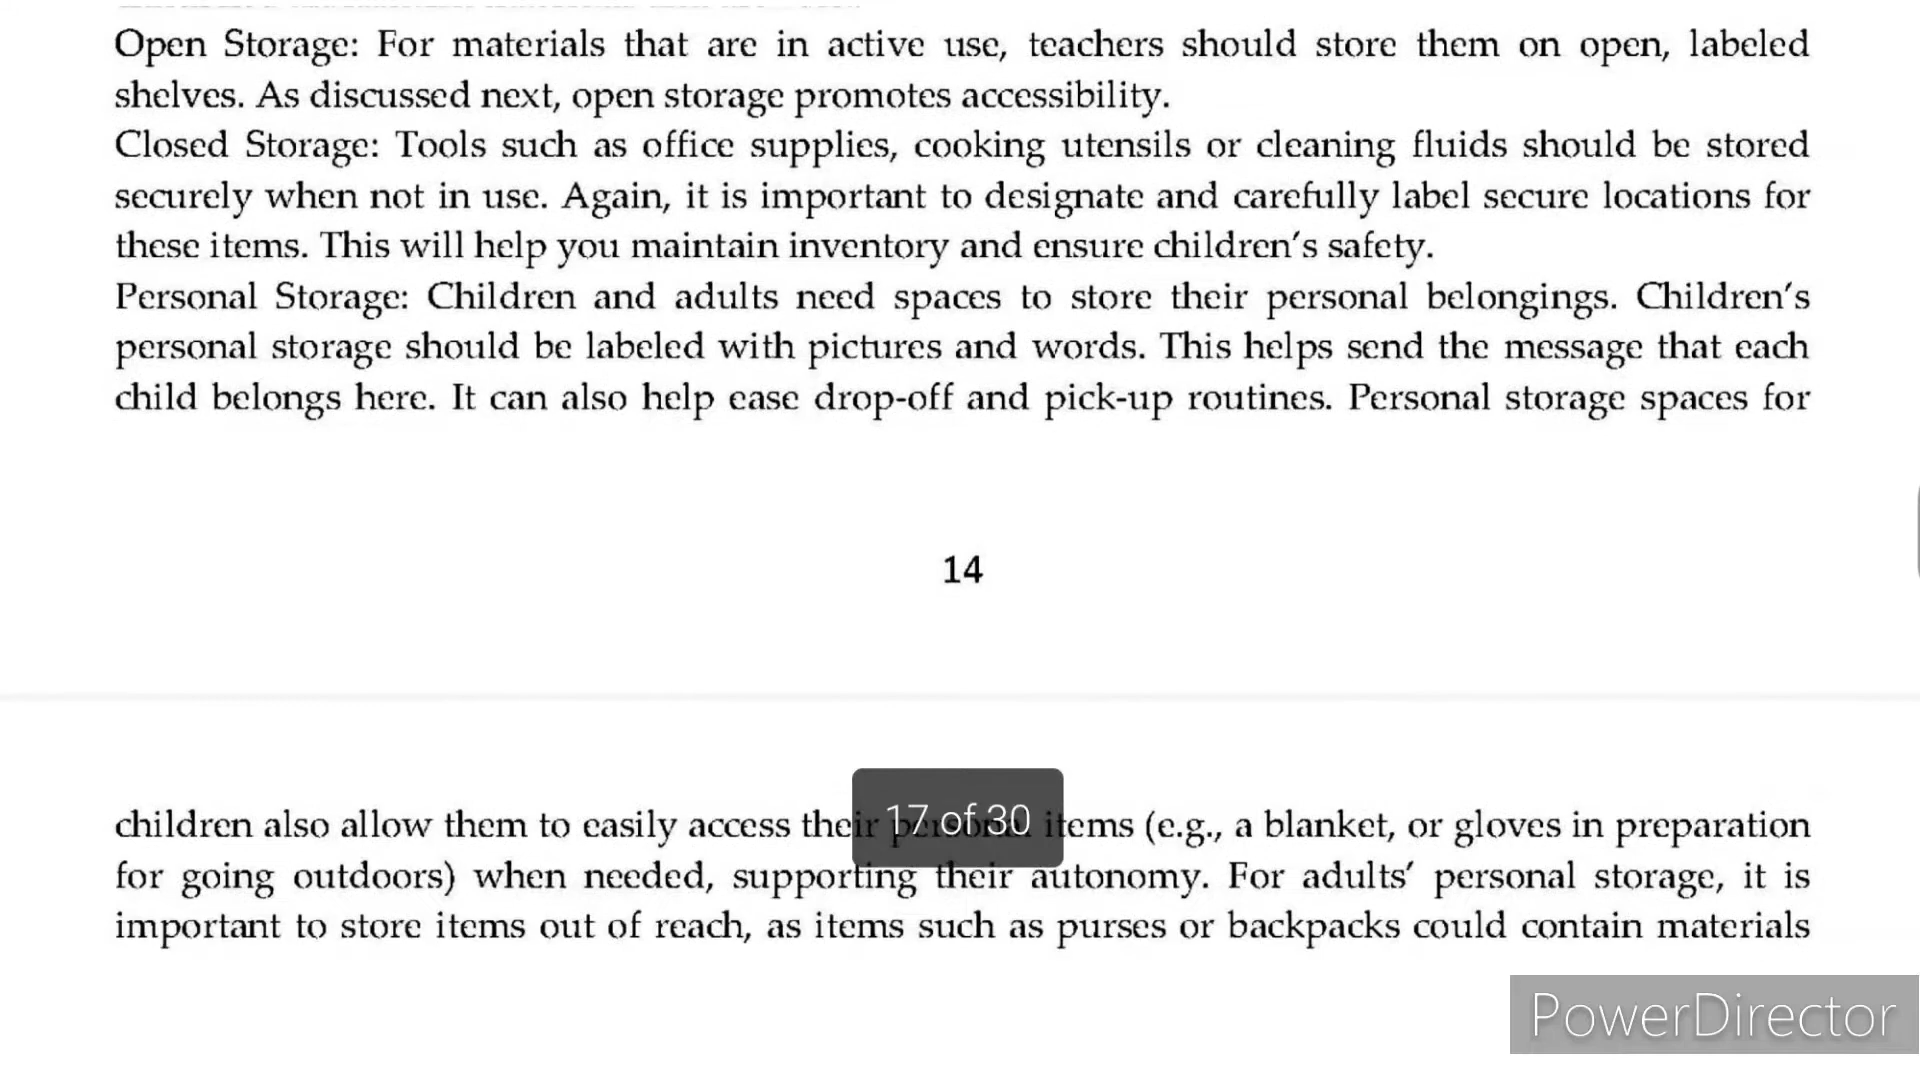 Open Storage: For materials that are in active use, teachers should store them on open, labeled
shelves. As discussed next, open storage promotes accessibility.
Closed Storage: Tools such as office supplies, cooking utensils or cleaning fluids should be stored
securely when not in use. Again, it is important to designate and carefully label secure locations for
these items. This will help you maintain inventory and ensure children's safety.
Personal Storage: Children and adults need spaces to store their personal belongings. Children's
personal storage should be labeled with pictures and words. This helps send the message that each
child belongs here. It can also help ease drop-off and pick-up routines. Personal storage spaces for
14
children also allow them to easily access their personal items (e.g., a blanket, or gloves in preparation
17 of 30
for going outdoors) when needed, supporting their autonomy. For adults' personal storage, it is
important to store items out of reach, as items such as purses or backpacks could contain materials
PowerDirector